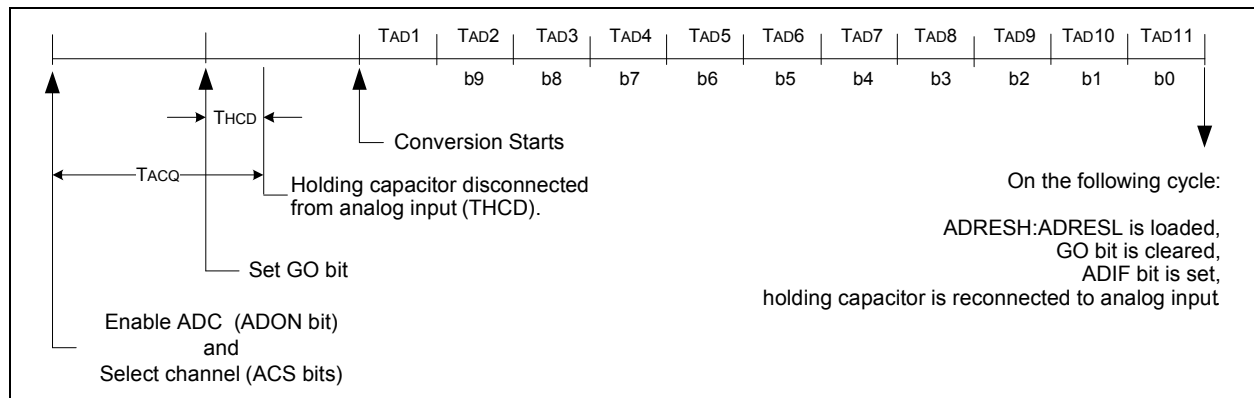 TAD1 TAD2 TAD3 TAD4 TAD5 TAD6 TAD7 TAD8 TAD9 TAD10 TAD11
b9 b8 b7 b6 b5 b4 b3 b2 b1 b0
THCD
Conversion Starts
TACQ
Holding capacitor disconnected
from analog input (THCD).
Set GO bit
Enable ADC (ADON bit)
and
Select channel (ACS bits)
On the following cycle:
ADRESH:ADRESL is loaded,
GO bit is cleared,
ADIF bit is set,
holding capacitor is reconnected to analog input